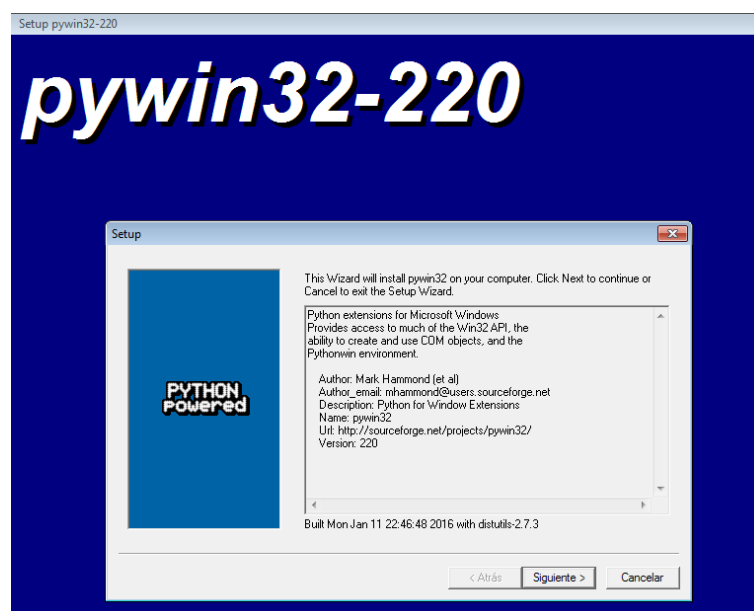 Setup pywin32-220
pywin32-220
Setup
This Wizard will install pywin32 on your computer. Click Next to continue or
Cancel to exit the Setup Wizard.
Python extensions for Microsoft Windows
Provides access to much of the Win32 API, the
ability to create and use COM objects, and the
Pythonwin environment.
Author: Mark Hammond (et al)
Author_email: mhammond@users.sourceforge.net
Description: Python for Window Extensions
Name: pywin32
Url: http://sourceforge.net/projects/pywin32/
Version: 220
PYTHON
Powered
Built Mon Jan 11 22:46:48 2016 with distutils-2.7.3
< Atrás
Siguiente >
Cancelar